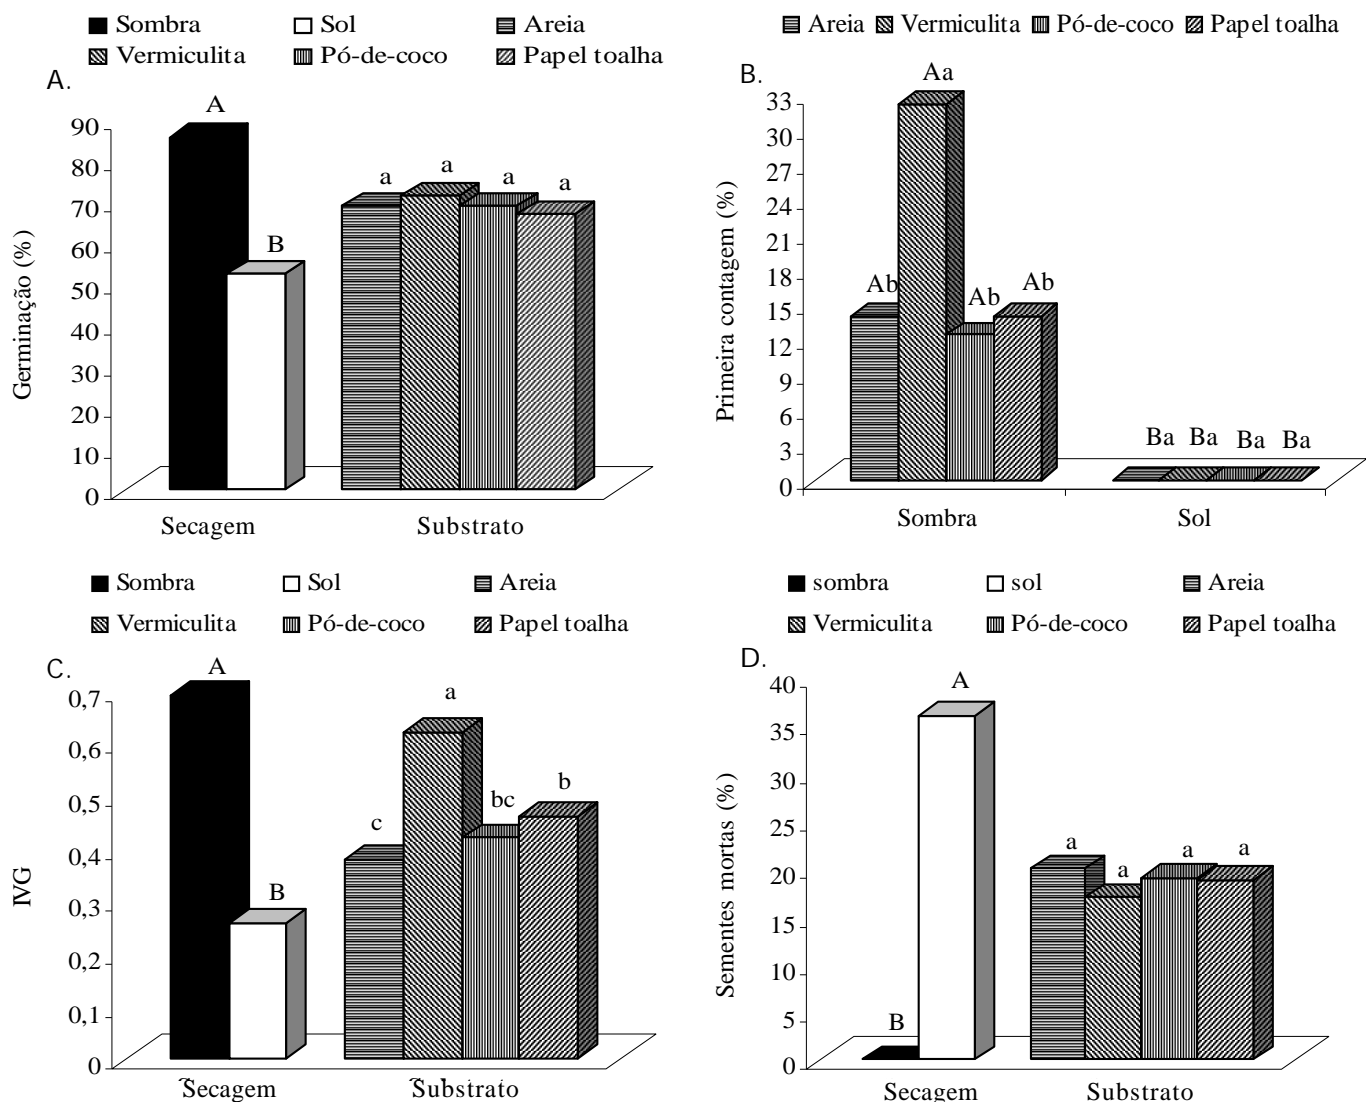 Sombra Sol Areia
Vermiculita Pó-de-coco Papel toalha
A.
Germinação (%)
90
80
70
60
50
40
30
20
10
0
A
B
a
a
a
a
Secagem Substrato
Areia Vermiculita Pó-de-coco Papel toalha
B.
Primeira contagem (%)
33
30
27
24
21
18
15
12
9
6
3
0
Ab
Aa
Ab
Ab
Ba Ba Ba Ba
Sombra Sol
Sombra Sol Areia
Vermiculita Pó-de-coco Papel toalha
C.
IVG
0,7
0,6
0,5
0,4
0,3
0,2
0,1
0
A
B
c
a
bc
b
Secagem Substrato
sombra sol Areia
Vermiculita Pó-de-coco Papel toalha
D.
Sementes mortas (%)
40
35
30
25
20
15
10
5
0
B
A
a
a
a
a
Secagem Substrato